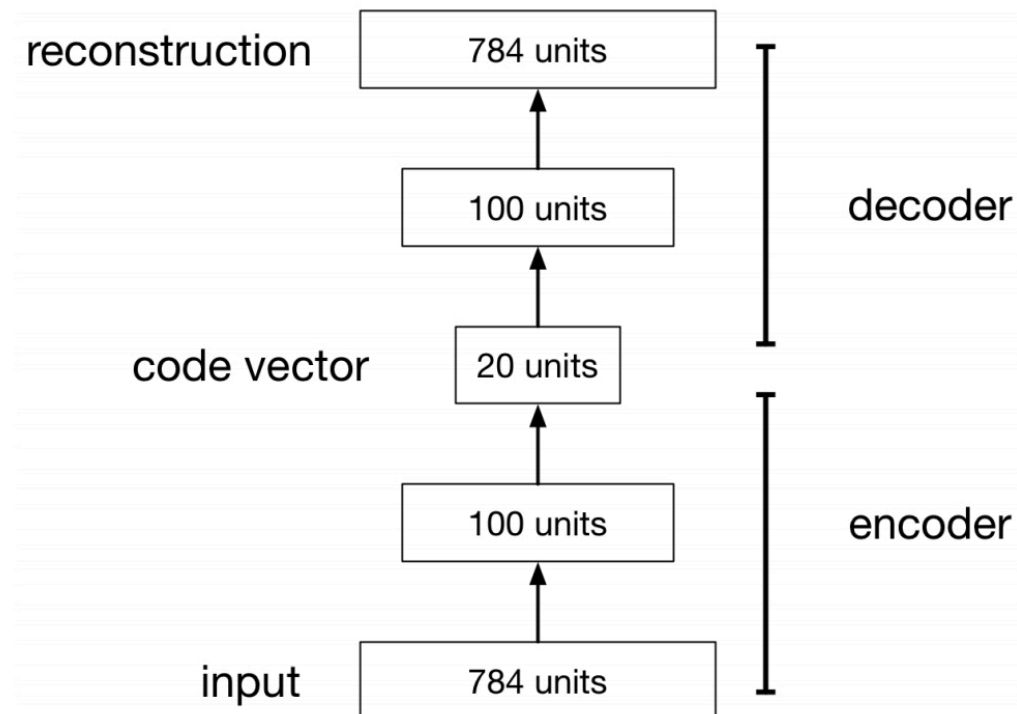 reconstruction
784 units
100 units
decoder
code vector
20 units
100 units
encoder
input
784 units